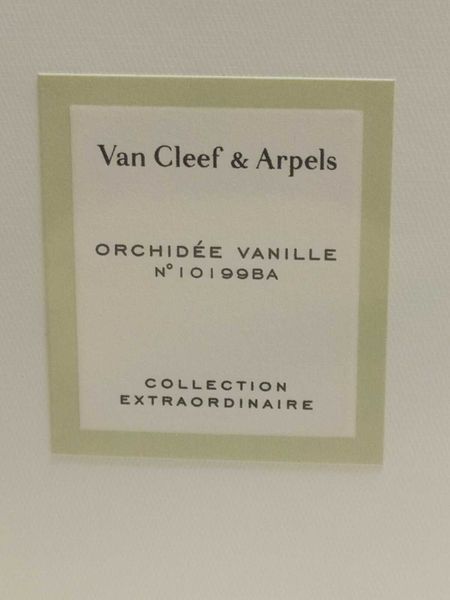 Van Cleef & Arpels
ORCHIDÉE VANILLE
N° 10199BA
COLLECTION
EXTRAORDINAIRE